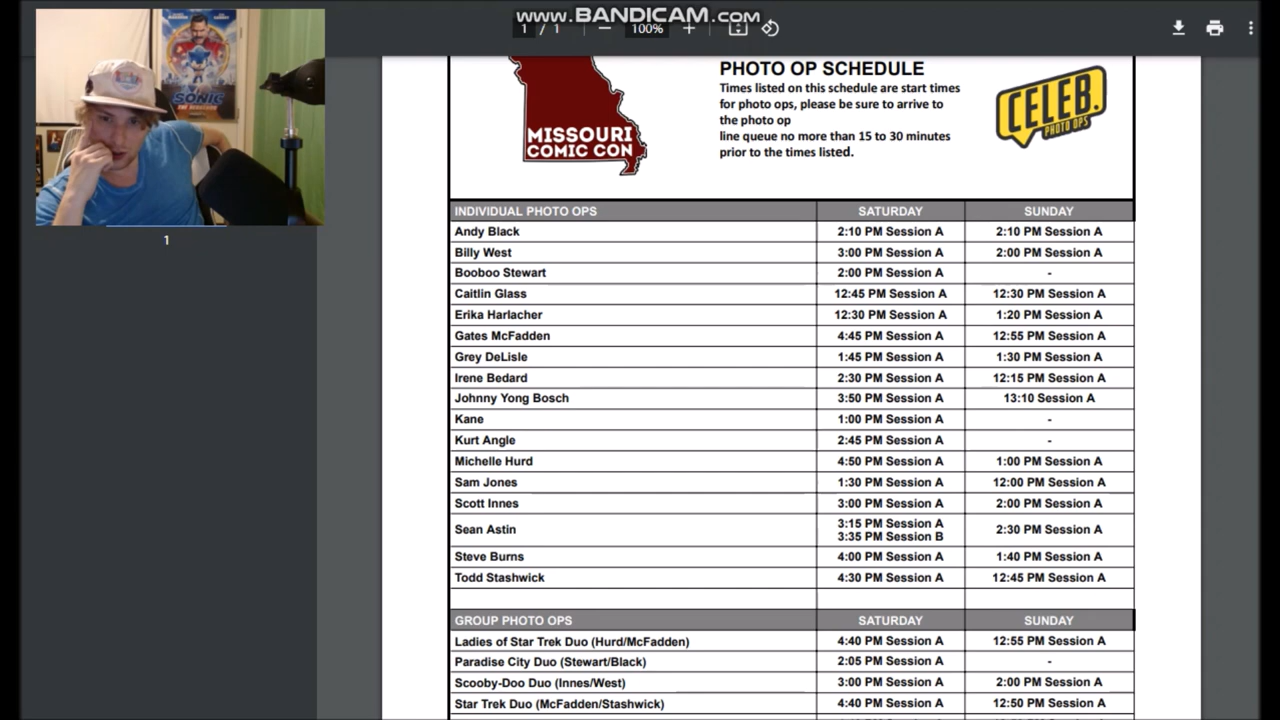 www.BANDICAM.com
1 / 1
100%
SONIC
THE HEDGEHOG
1
MISSOURI
COMIC CON
PHOTO OP SCHEDULE
Times listed on this schedule are start times
for photo ops, please be sure to arrive to
the photo op
line queue no more than 15 to 30 minutes
prior to the times listed.
CELEB.
PHOTO OPS
INDIVIDUAL PHOTO OPS SATURDAY SUNDAY
Andy Black 2:10 PM Session A 2:10 PM Session A
Billy West 3:00 PM Session A 2:00 PM Session A
Booboo Stewart 2:00 PM Session A -
Caitlin Glass 12:45 PM Session A 12:30 PM Session A
Erika Harlacher 12:30 PM Session A 1:20 PM Session A
Gates McFadden 4:45 PM Session A 12:55 PM Session A
Grey DeLisle 1:45 PM Session A 1:30 PM Session A
Irene Bedard 2:30 PM Session A 12:15 PM Session A
Johnny Yong Bosch 3:50 PM Session A 13:10 Session A
Kane 1:00 PM Session A -
Kurt Angle 2:45 PM Session A -
Michelle Hurd 4:50 PM Session A 1:00 PM Session A
Sam Jones 1:30 PM Session A 12:00 PM Session A
Scott Innes 3:00 PM Session A 2:00 PM Session A
Sean Astin 3:15 PM Session A 2:30 PM Session A
3:35 PM Session B
Steve Burns 4:00 PM Session A 1:40 PM Session A
Todd Stashwick 4:30 PM Session A 12:45 PM Session A
GROUP PHOTO OPS SATURDAY SUNDAY
Ladies of Star Trek Duo (Hurd/McFadden) 4:40 PM Session A 12:55 PM Session A
Paradise City Duo (Stewart/Black) 2:05 PM Session A -
Scooby-Doo Duo (Innes/West) 3:00 PM Session A 2:00 PM Session A
Star Trek Duo (McFadden/Stashwick) 4:40 PM Session A 12:50 PM Session A